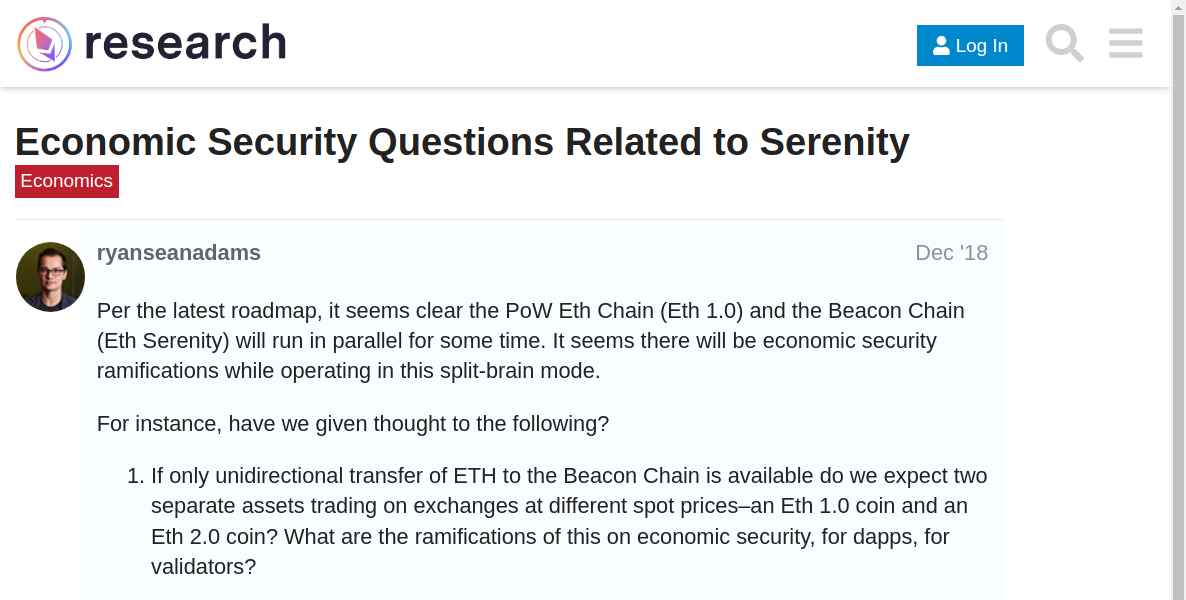 research
Log In
Economic Security Questions Related to Serenity
Economics
ryanseanadams
Dec '18
Per the latest roadmap, it seems clear the PoW Eth Chain (Eth 1.0) and the Beacon Chain
(Eth Serenity) will run in parallel for some time. It seems there will be economic security
ramifications while operating in this split-brain mode.
For instance, have we given thought to the following?
1. If only unidirectional transfer of ETH to the Beacon Chain is available do we expect two
separate assets trading on exchanges at different spot prices–an Eth 1.0 coin and an
Eth 2.0 coin? What are the ramifications of this on economic security, for dapps, for
validators?